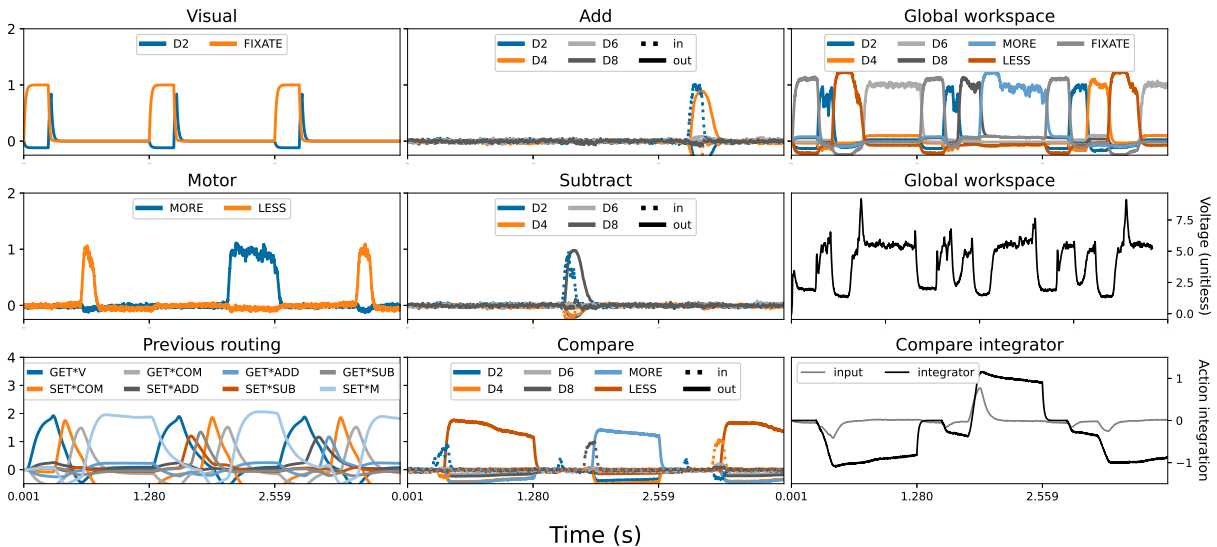 Visual
Add
Global workspace
2
1
0
D2 FIXATE
D2 D6 in
D4 D8 out
D2 D6 MORE FIXATE
D4 D8 LESS
Motor
Subtract
Global workspace
2
1
0
MORE LESS
D2 D6 in
D4 D8 out
7.5
5.0
2.5
0.0
Voltage (unitless)
Previous routing
Compare
Compare integrator
4
3
2
1
0
GET*V GET*COM GET*ADD GET*SUB
SET*COM SET*ADD SET*SUB SET*M
D2 D6 MORE in
D4 D8 LESS out
input integrator
1
0
−1
Action integration
0.001 1.280 2.559 0.001 1.280 2.559 0.001 1.280 2.559
Time (s)